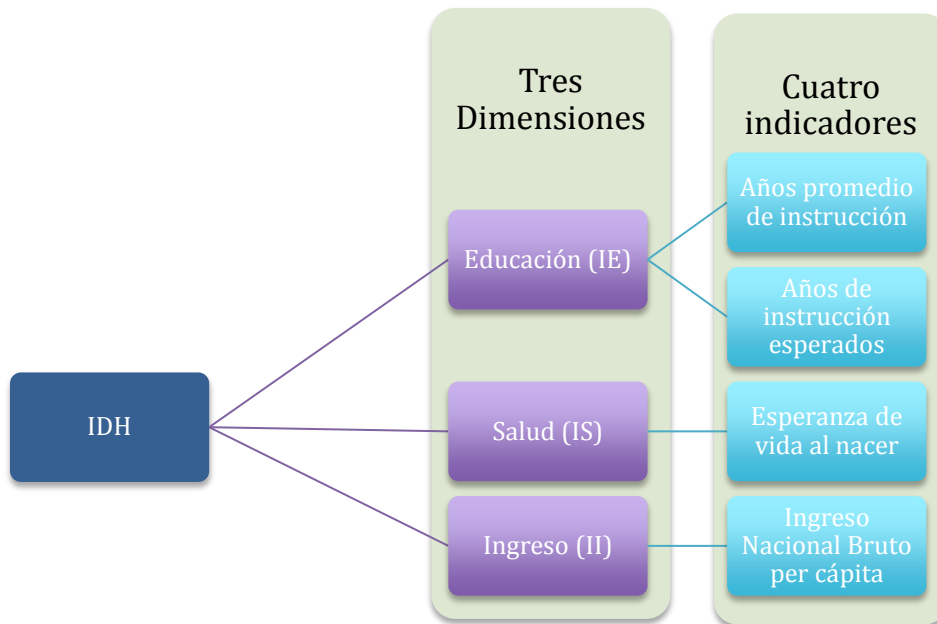 Tres
Dimensiones
Cuatro
indicadores
Años promedio
de instrucción
Educación (IE)
Años de
instrucción
esperados
IDH
Salud (IS)
Esperanza de
vida al nacer
Ingreso (II)
Ingreso
Nacional Bruto
per cápita